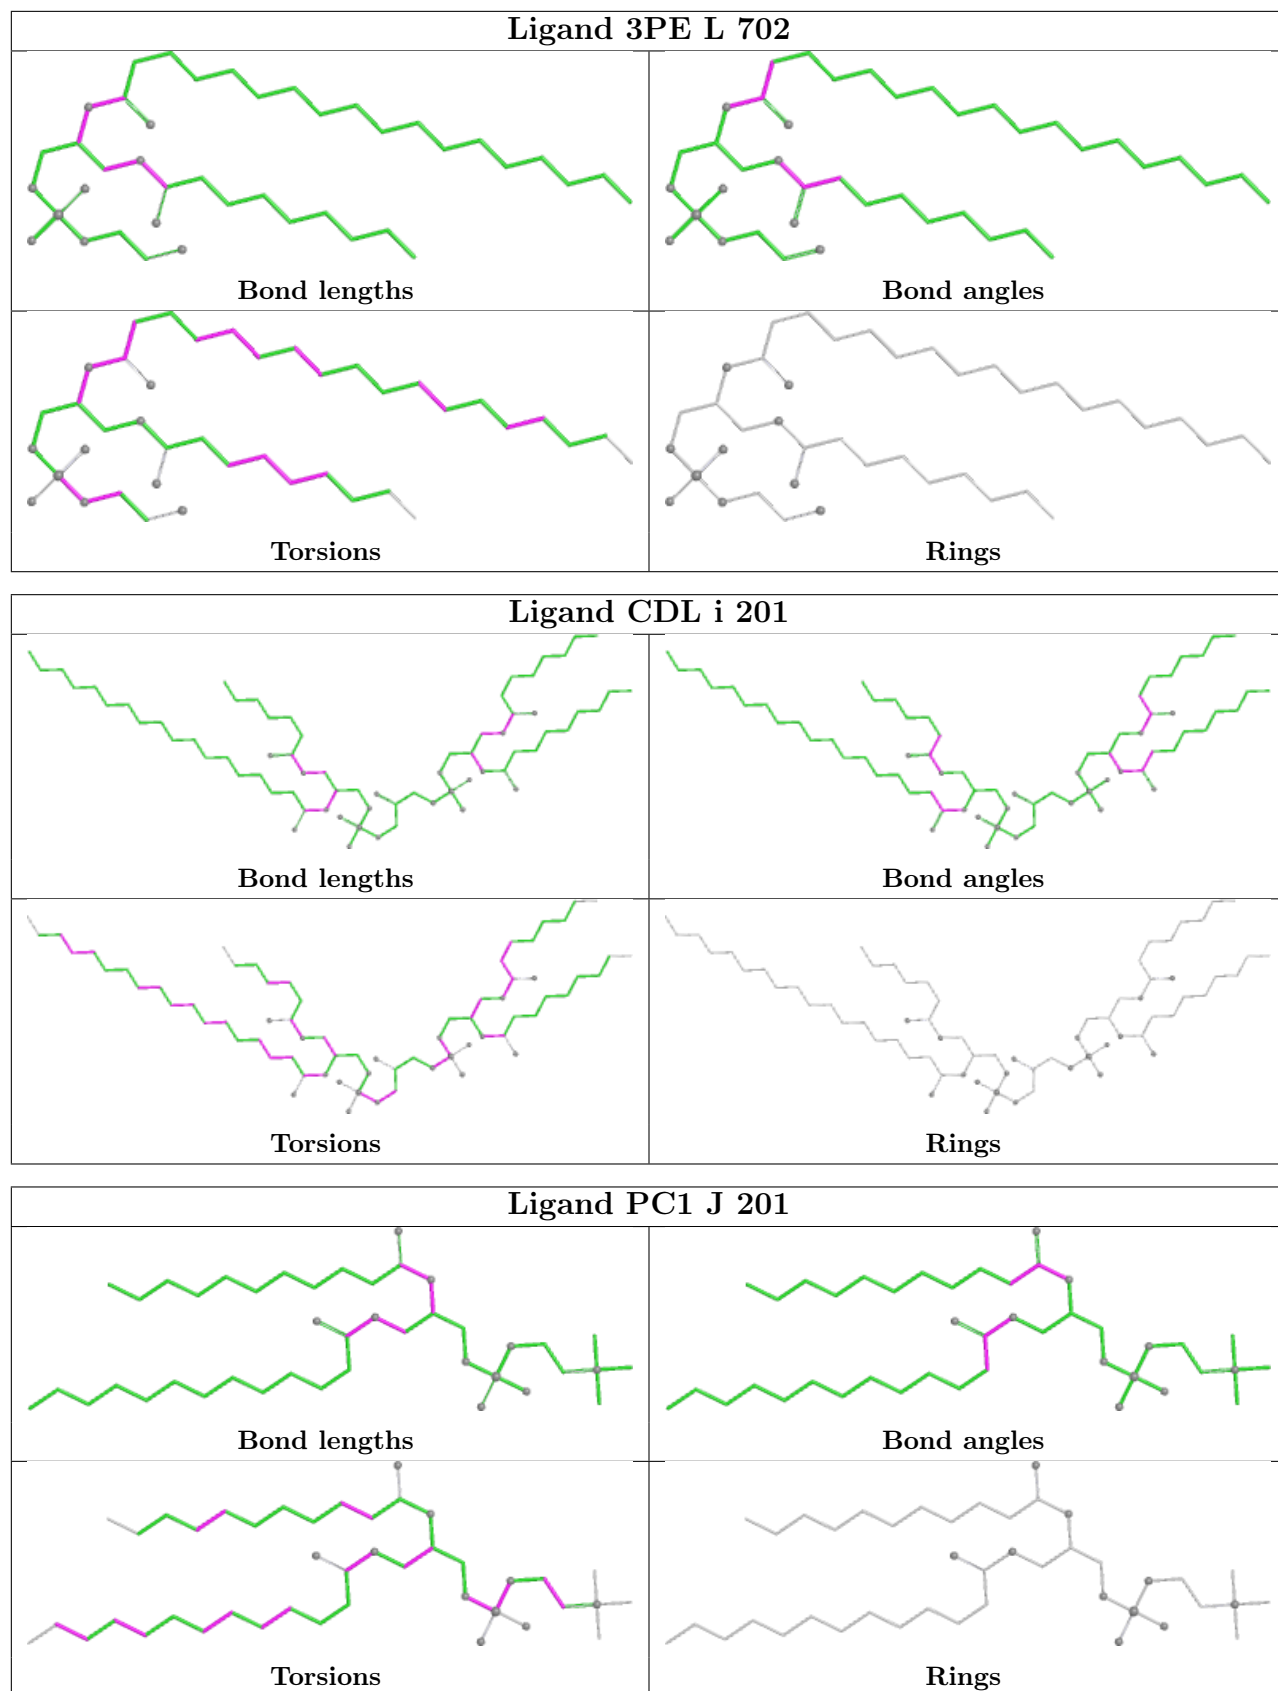 Ligand 3PE L 702
Bond lengths
Bond angles
Torsions
Rings
Ligand CDL i 201
Bond lengths
Bond angles
Torsions
Rings
Ligand PC1 J 201
Bond lengths
Bond angles
Torsions
Rings